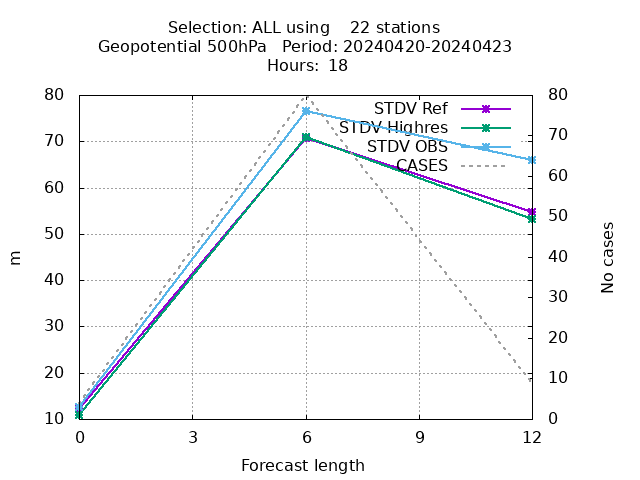 Selection: ALL using    22 stations
Geopotential 500hPa   Period: 20240420-20240423
Hours:  18
STDV Ref
STDV Highres
STDV OBS
CASES
80
70
60
50
40
30
20
10
m
80
70
60
50
40
30
20
10
0
No cases
0 3 6 9 12
Forecast length